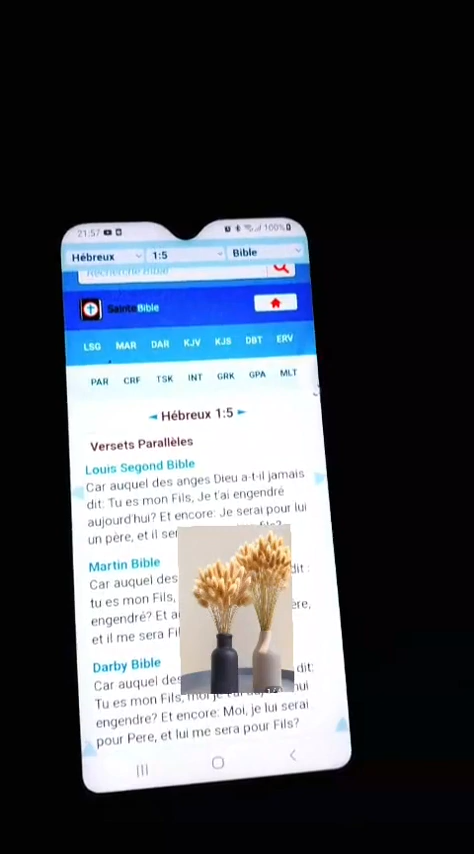 21:57 100%
Hébreux 1:5 Bible
Recherche Bible
SainteBible
LSG MAR DAR KJV KJS DBT ERV
PAR CRF TSK INT GRK GPA MLT
Hébreux 1:5
Versets Parallèles
Louis Segond Bible
Car auquel des anges Dieu a-t-il jamais
dit: Tu es mon Fils, Je t'ai engendré
aujourd'hui? Et encore: Je serai pour lui
un père, et il
Martin Bible
Car auquel des dit :
tu es mon Fils,
engendré? Et
et il me sera
Darby Bible
Car auquel des dit:
Tu es mon Fils, moi je t'ai
engendre? Et encore: Moi, je lui serai
pour Pere, et lui me sera pour Fils?